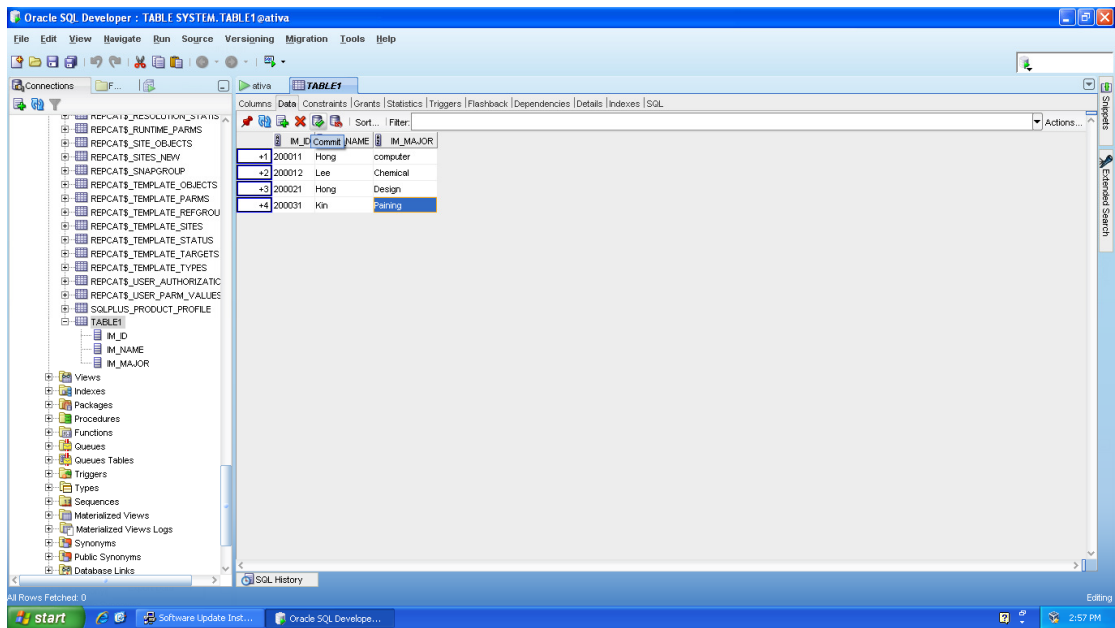 Oracle SQL Developer : TABLE SYSTEM.TABLE1@ativa
File Edit View Navigate Run Source Versioning Migration Tools Help
Connections F...
ativa TABLE1
Columns Data Constraints Grants Statistics Triggers Flashback Dependencies Details Indexes SQL
Sort... Filter: Actions...
IM_ID Commit NAME IM_MAJOR
+1 200011 Hong computer
+2 200012 Lee Chemical
+3 200021 Hong Design
+4 200031 Kin Paining
REPCAT$_RESOLUTION_STATIS
REPCAT$_RUNTIME_PARMS
REPCAT$_SITE_OBJECTS
REPCAT$_SITES_NEW
REPCAT$_SNAPGROUP
REPCAT$_TEMPLATE_OBJECTS
REPCAT$_TEMPLATE_PARMS
REPCAT$_TEMPLATE_REFGROU
REPCAT$_TEMPLATE_SITES
REPCAT$_TEMPLATE_STATUS
REPCAT$_TEMPLATE_TARGETS
REPCAT$_TEMPLATE_TYPES
REPCAT$_USER_AUTHORIZATIC
REPCAT$_USER_PARM_VALUES
SQLPLUS_PRODUCT_PROFILE
TABLE1
IM_ID
IM_NAME
IM_MAJOR
Views
Indexes
Packages
Procedures
Functions
Queues
Queues Tables
Triggers
Types
Sequences
Materialized Views
Materialized Views Logs
Synonyms
Public Synonyms
Database Links
Snippets
Extended Search
SQL History
All Rows Fetched: 0
Editing
start Software Update Inst... Oracle SQL Develope... 2:57 PM